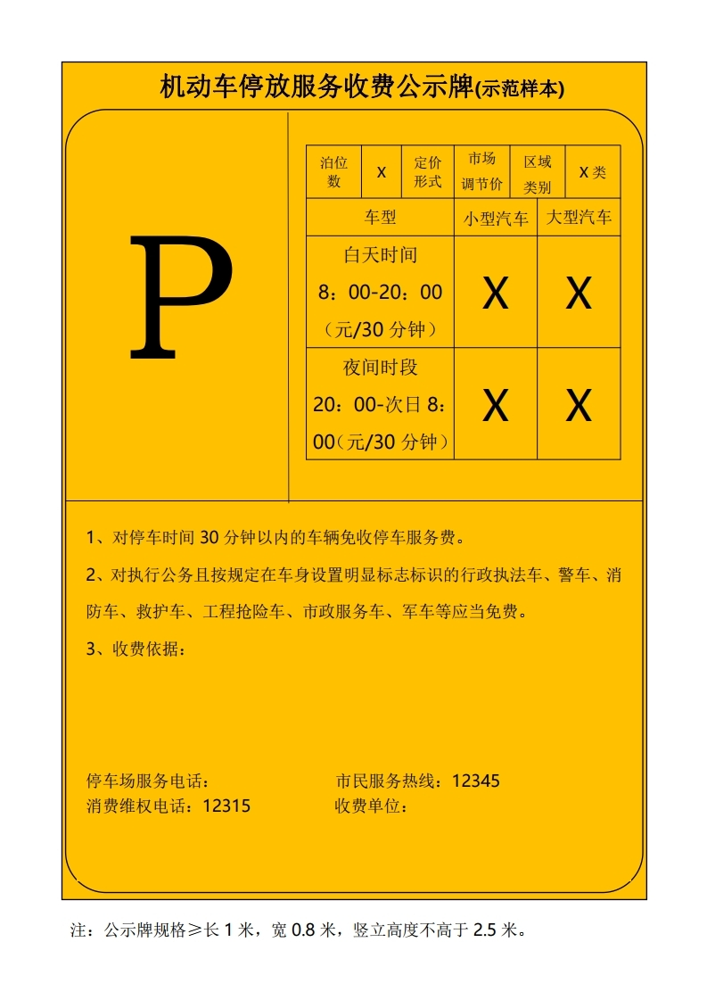 机动车停放服务收费公示牌(示范样本)
P
泊位数 X 定价形式 市场调节价 区域类别 X 类
车型 小型汽车 大型汽车
白天时间
8：00-20：00
（元/30 分钟）
X X
夜间时段
20：00-次日 8：
00（元/30 分钟）
X X
1、对停车时间 30 分钟以内的车辆免收停车服务费。
2、对执行公务且按规定在车身设置明显标志标识的行政执法车、警车、消
防车、救护车、工程抢险车、市政服务车、军车等应当免费。
3、收费依据：
停车场服务电话： 市民服务热线：12345
消费维权电话：12315 收费单位：
注：公示牌规格≥长 1 米，宽 0.8 米，竖立高度不高于 2.5 米。